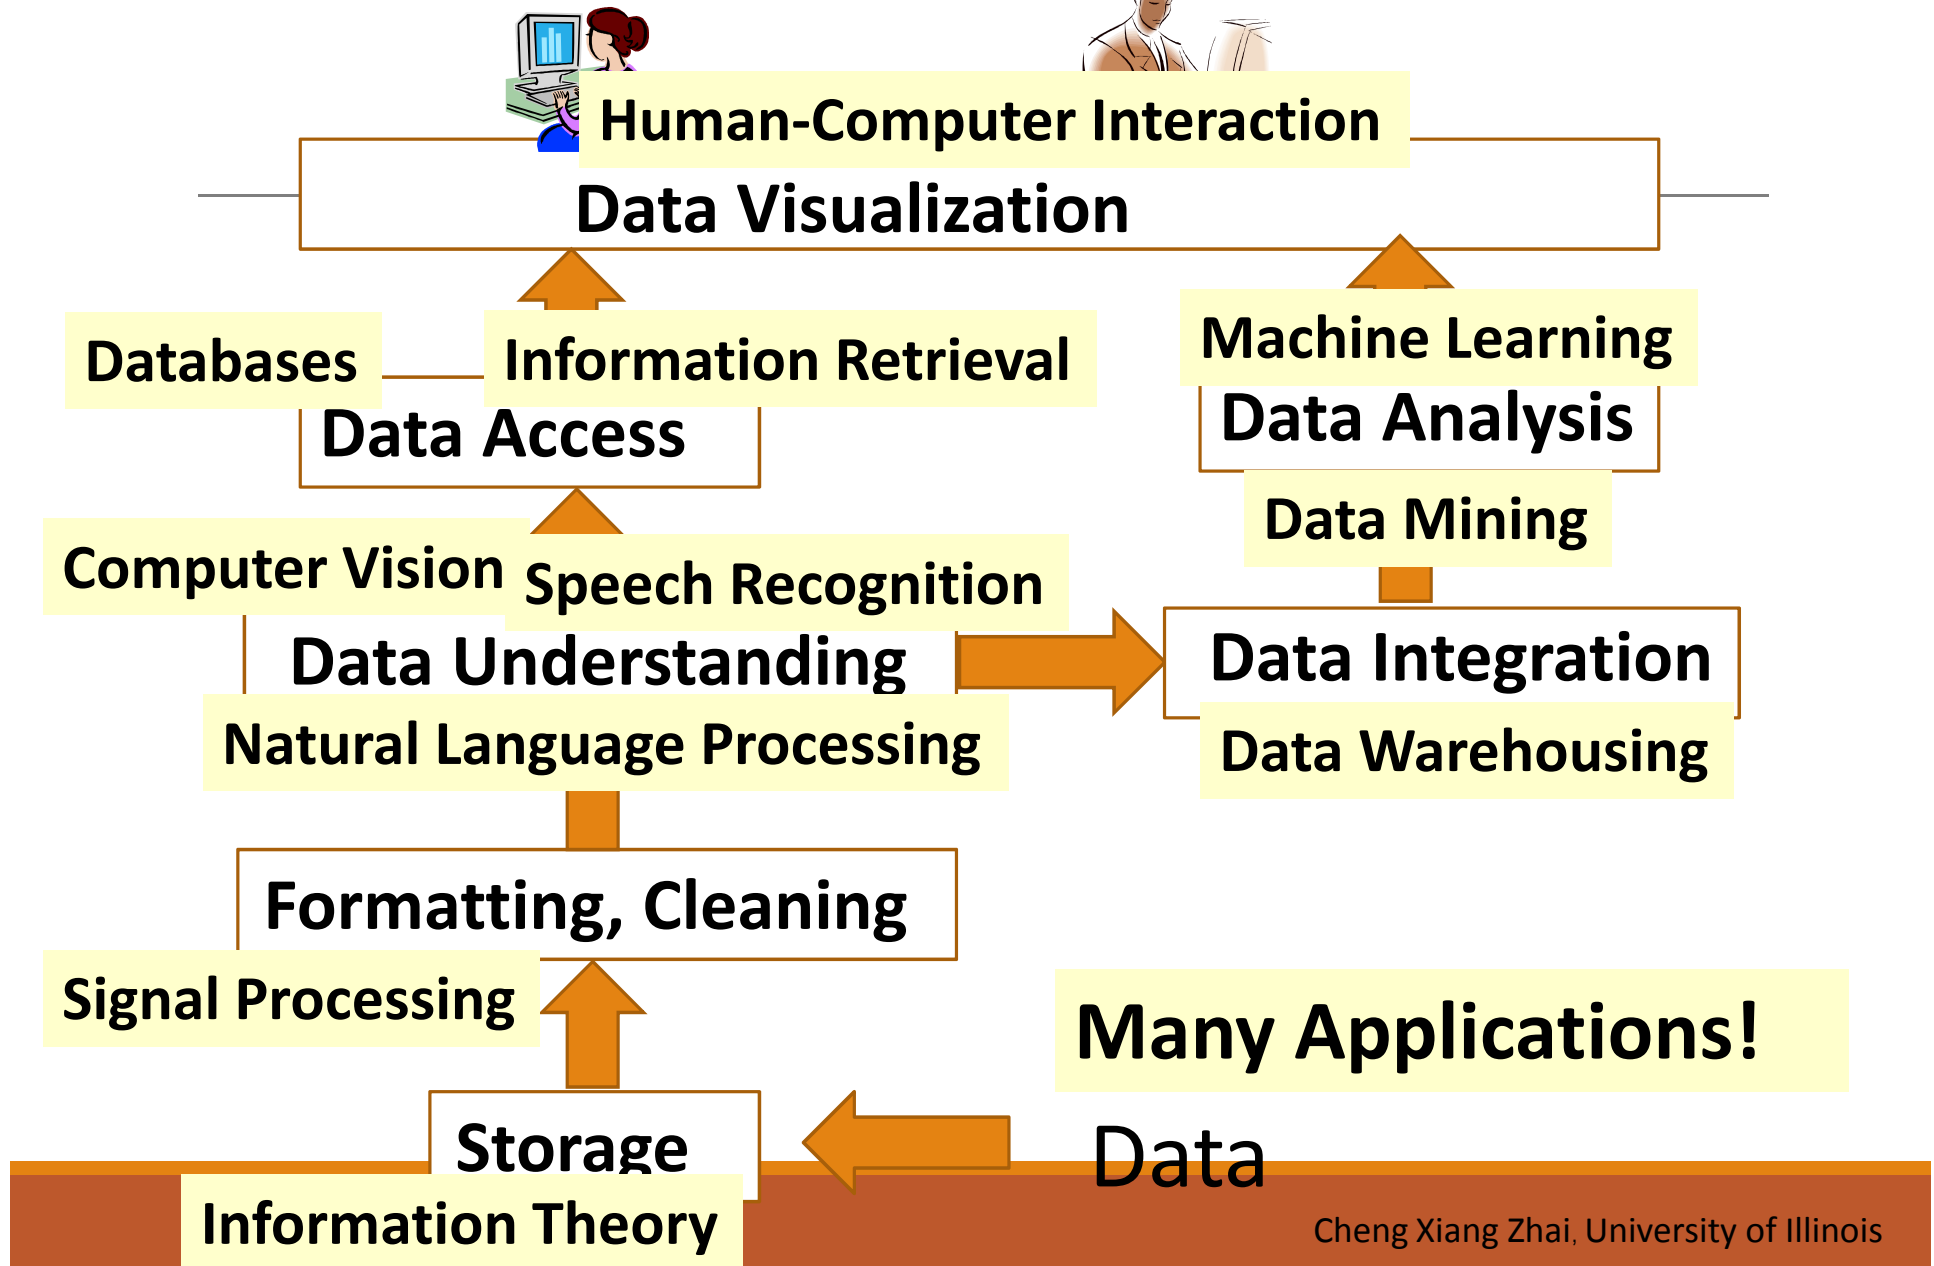 Human-Computer Interaction
Data Visualization
Databases
Information Retrieval
Machine Learning
Data Access
Data Analysis
Computer Vision
Speech Recognition
Data Mining
Data Understanding
Data Integration
Natural Language Processing
Data Warehousing
Formatting, Cleaning
Signal Processing
Many Applications!
Storage
Data
Information Theory
Cheng Xiang Zhai, University of Illinois